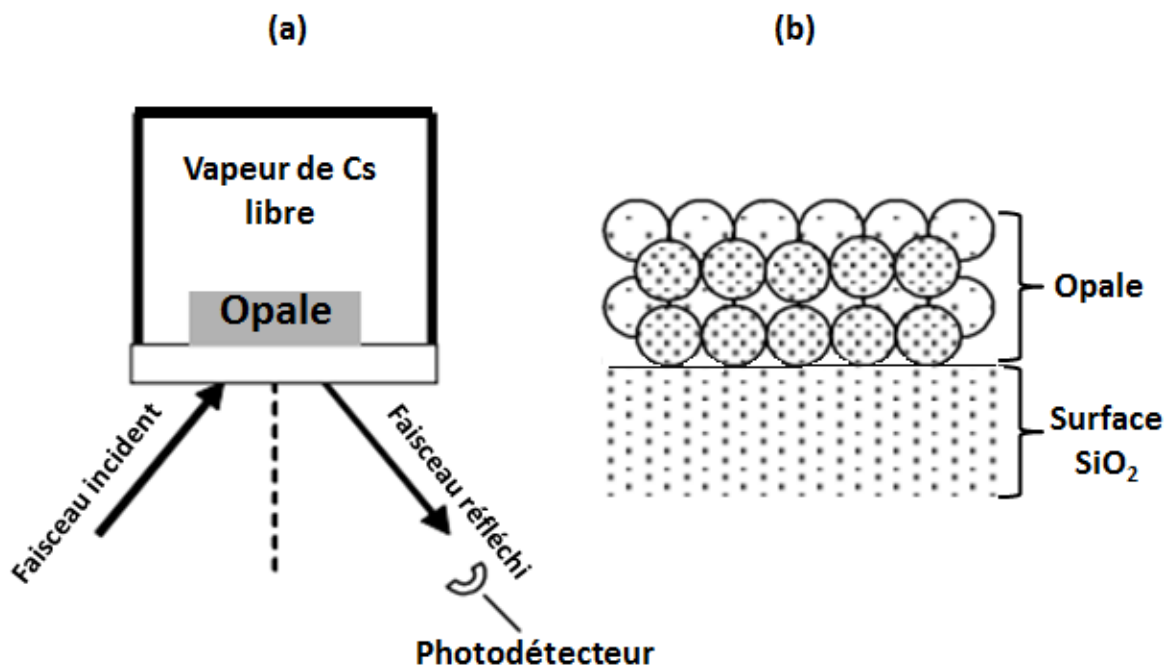 (a)
Vapeur de Cs
libre
Opale
Faisceau incident
Faisceau réfléchi
Photodétecteur
(b)
Opale
Surface
SiO₂